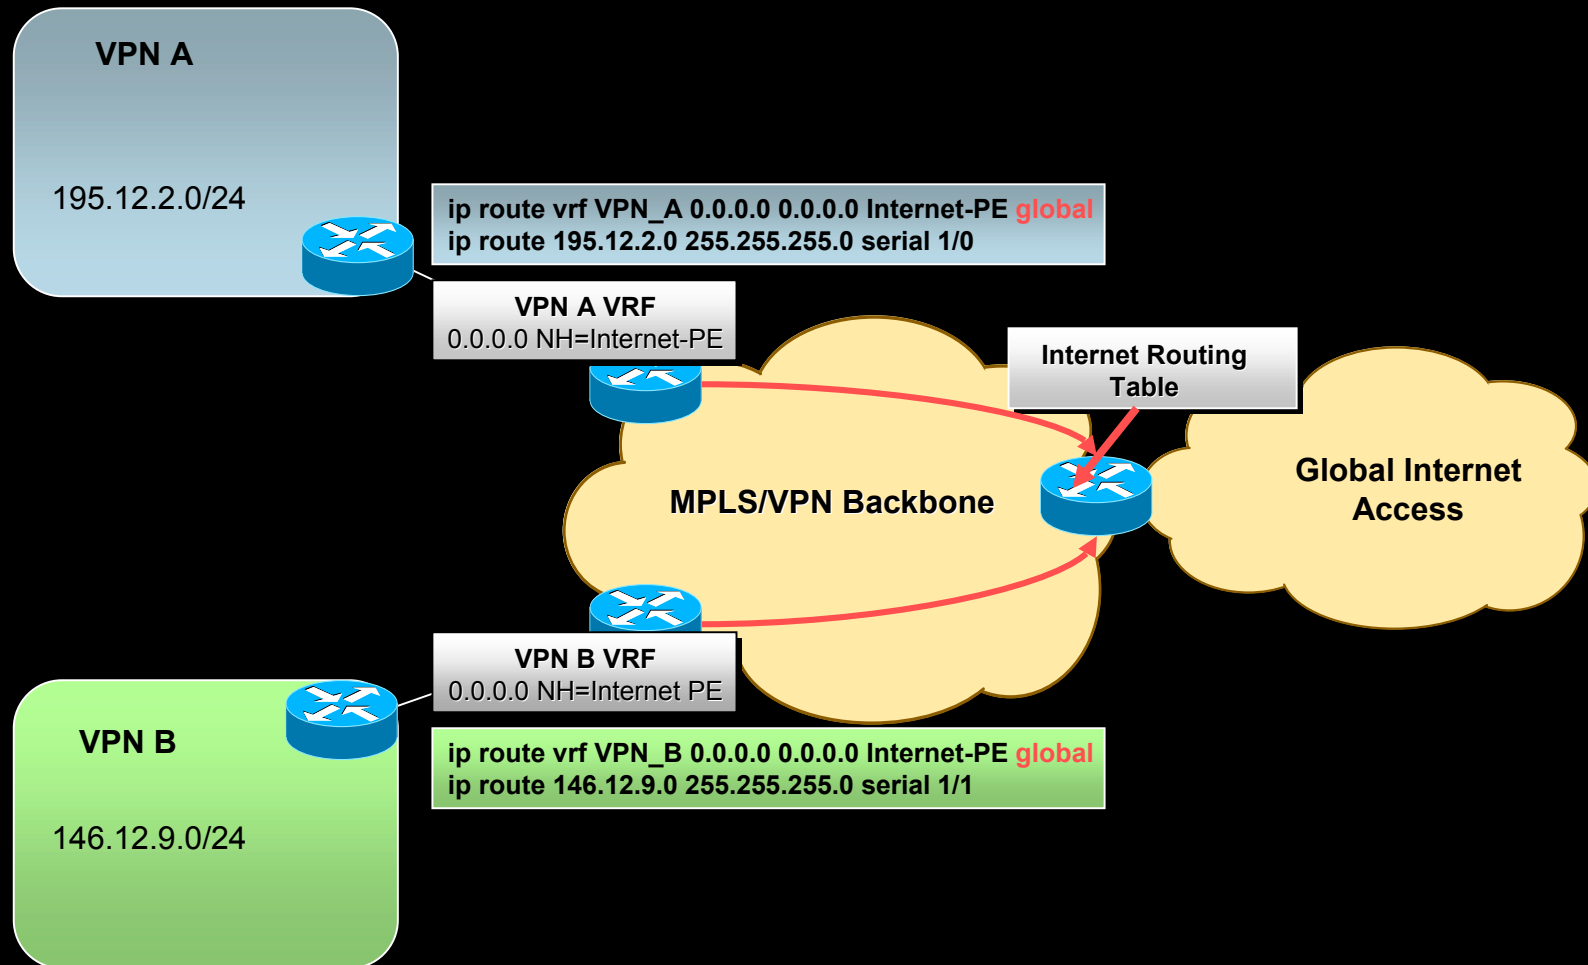 VPN A
195.12.2.0/24
ip route vrf VPN_A 0.0.0.0 0.0.0.0 Internet-PE global
ip route 195.12.2.0 255.255.255.0 serial 1/0
VPN A VRF
0.0.0.0 NH=Internet-PE
Internet Routing
Table
MPLS/VPN Backbone
Global Internet
Access
VPN B VRF
0.0.0.0 NH=Internet PE
VPN B
146.12.9.0/24
ip route vrf VPN_B 0.0.0.0 0.0.0.0 Internet-PE global
ip route 146.12.9.0 255.255.255.0 serial 1/1